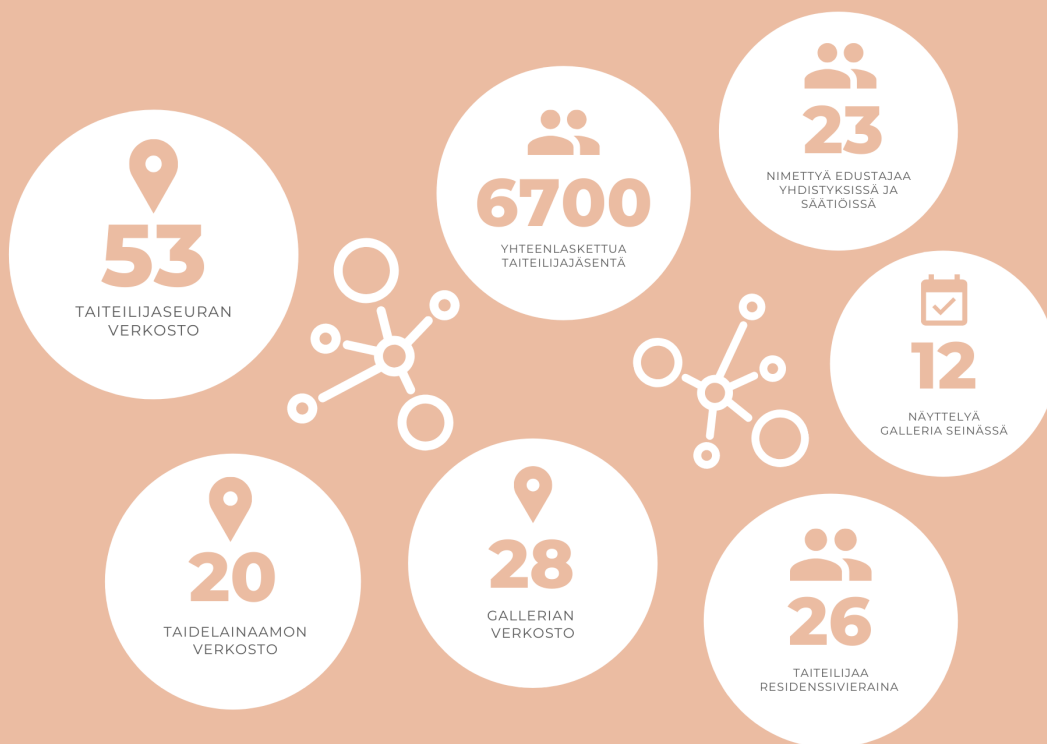 53
TAITEILIJASEURAN
VERKOSTO
6700
YHTEENLASKETTUA
TAITEILIJAJÄSENTÄ
23
NIMETTYÄ EDUSTAJAA
YHDISTYKSISSÄ JA
SÄÄTIÖISSÄ
12
NÄYTTELYÄ
GALLERIA SEINÄSSÄ
20
TAIDELAINAAMON
VERKOSTO
28
GALLERIAN
VERKOSTO
26
TAITEILIJAA
RESIDENSSIVIERAINA